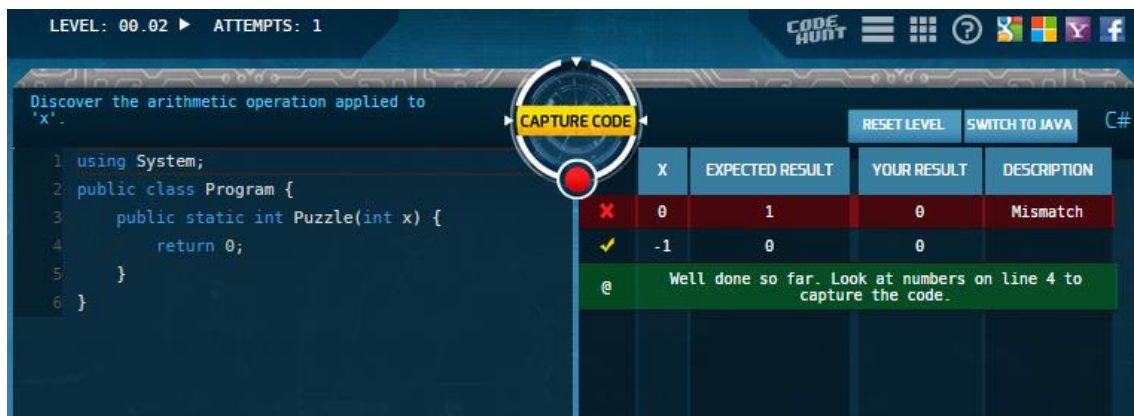 LEVEL: 00.02 ▶ ATTEMPTS: 1
CODE
HUNT
Discover the arithmetic operation applied to
'x'.
CAPTURE CODE
RESET LEVEL
SWITCH TO JAVA
C#
1 using System;
2 public class Program {
3 public static int Puzzle(int x) {
4 return 0;
5 }
6 }
X EXPECTED RESULT YOUR RESULT DESCRIPTION
0 1 0 Mismatch
-1 0 0
@ Well done so far. Look at numbers on line 4 to
capture the code.